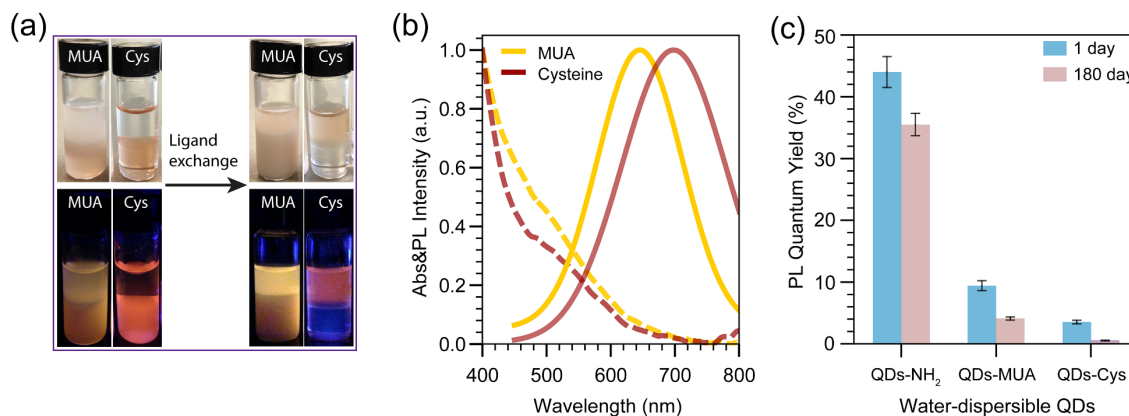 (a)
MUA Cys
MUA Cys
Ligand
exchange
MUA Cys
MUA Cys
(b)
Abs&PL Intensity (a.u.)
1.0
0.8
0.6
0.4
0.2
0.0
MUA
Cysteine
400 500 600 700 800
Wavelength (nm)
(c)
PL Quantum Yield (%)
50
40
30
20
10
0
1 day
180 day
QDs-NH₂ QDs-MUA QDs-Cys
Water-dispersible QDs